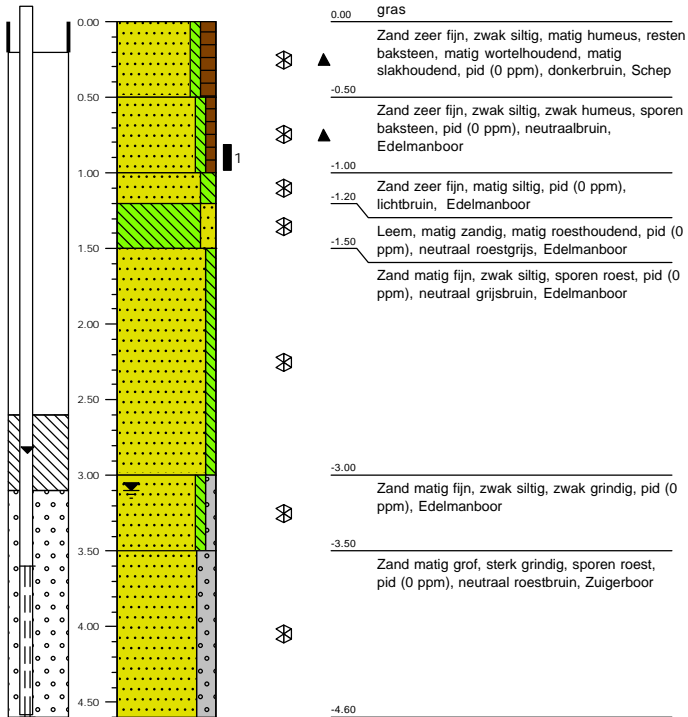 gras
0.00
0.00
Zand zeer fijn, zwak siltig, matig humeus, resten
baksteen, matig wortelhoudend, matig
slakhoudend, pid (0 ppm), donkerbruin, Schep
0.50
-0.50
Zand zeer fijn, zwak siltig, zwak humeus, sporen
baksteen, pid (0 ppm), neutraalbruin,
Edelmanboor
1
1.00
-1.00
Zand zeer fijn, matig siltig, pid (0 ppm),
lichtbruin, Edelmanboor
-1.20
Leem, matig zandig, matig roesthoudend, pid (0
ppm), neutraal roestgrijs, Edelmanboor
1.50
-1.50
Zand matig fijn, zwak siltig, sporen roest, pid (0
ppm), neutraal grijsbruin, Edelmanboor
2.00
2.50
3.00
-3.00
Zand matig fijn, zwak siltig, zwak grindig, pid (0
ppm), Edelmanboor
3.50
-3.50
Zand matig grof, sterk grindig, sporen roest,
pid (0 ppm), neutraal roestbruin, Zuigerboor
4.00
4.50
-4.60